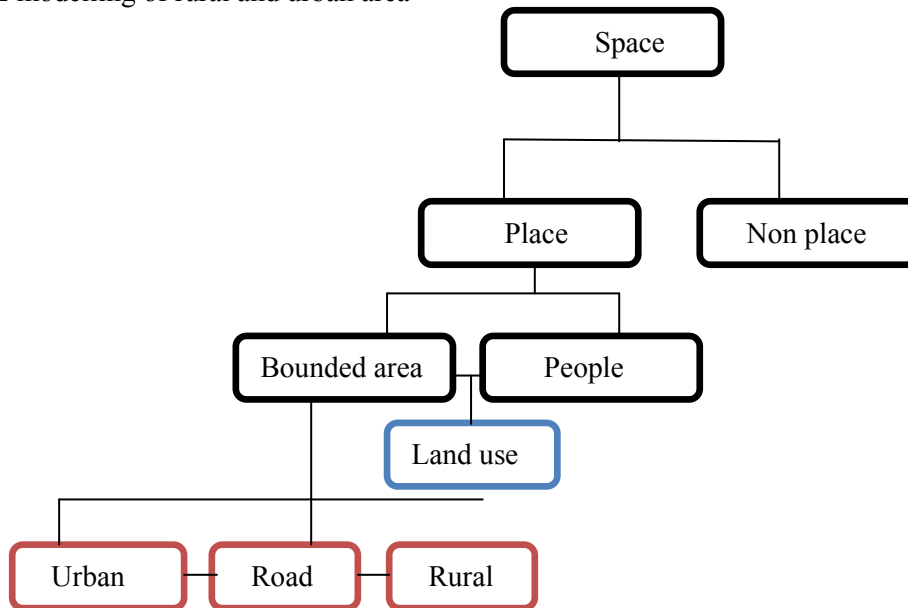 modelling of rural and urban area
Space
Place
Non place
Bounded area
People
Land use
Urban
Road
Rural